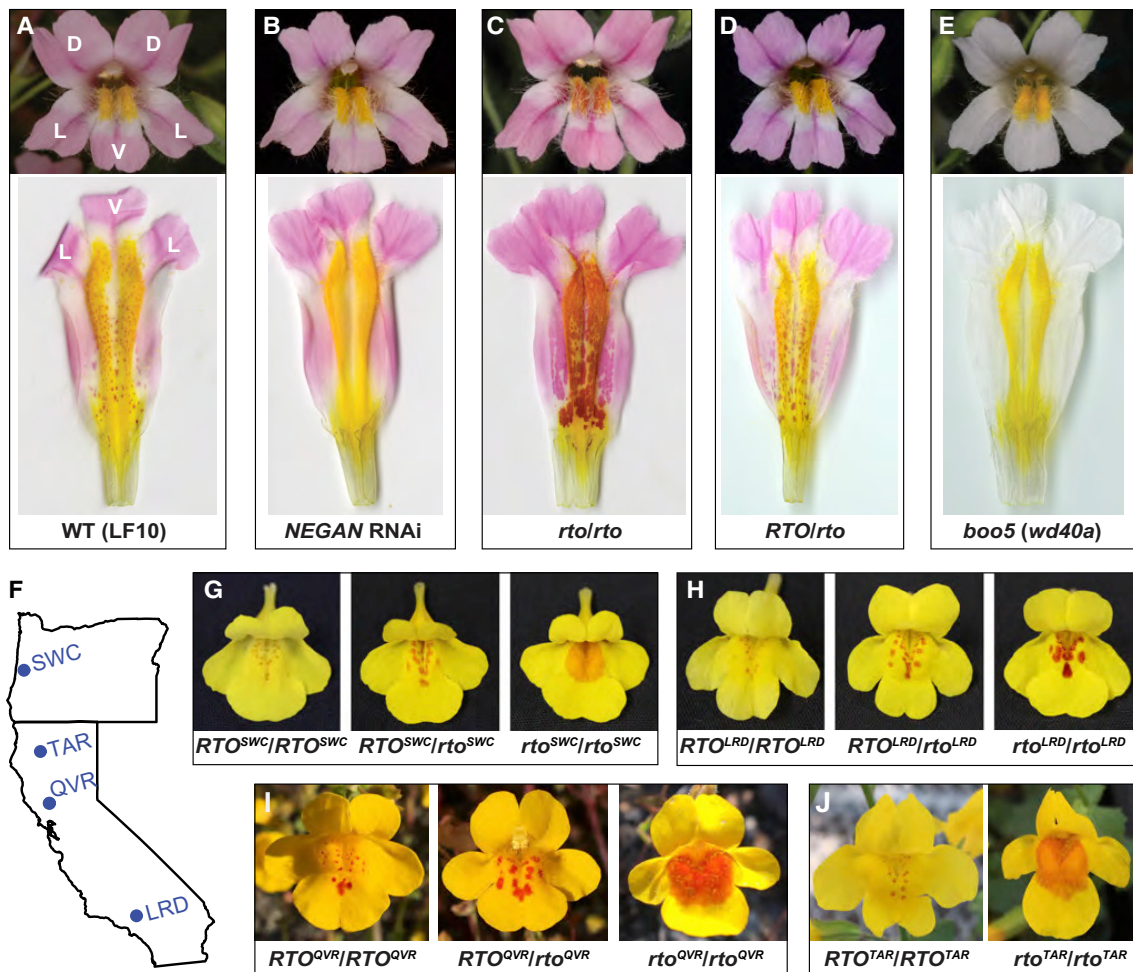 A
D
D
L
L
V
V
L
L
WT (LF10)
B
NEGAN RNAi
C
rto/rto
D
RTO/rto
E
boo5 (wd40a)
F
SWC
TAR
QVR
LRD
G
RTO^SWC/RTO^SWC
RTO^SWC/rto^SWC
rto^SWC/rto^SWC
H
RTO^LRD/RTO^LRD
RTO^LRD/rto^LRD
rto^LRD/rto^LRD
I
RTO^QVR/RTO^QVR
RTO^QVR/rto^QVR
rto^QVR/rto^QVR
J
RTO^TAR/RTO^TAR
rto^TAR/rto^TAR